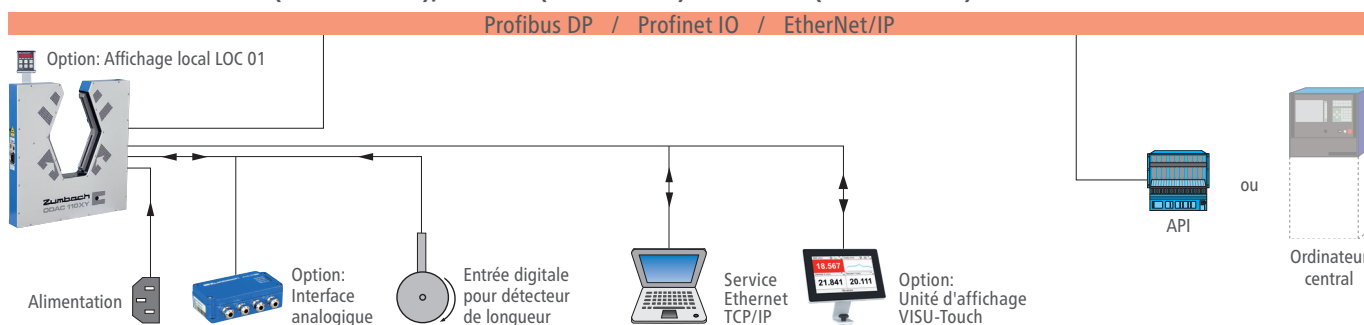 Profibus DP / Profinet IO / EtherNet/IP
Option: Affichage local LOC 01
Zumbach
ODAC 110XY
ou
API
Ordinateur
central
Alimentation
Option:
Interface
analogique
Entrée digitale
pour détecteur
de longueur
Service
Ethernet
TCP/IP
18.567
21.841 20.111
Option:
Unité d'affichage
VISU-Touch